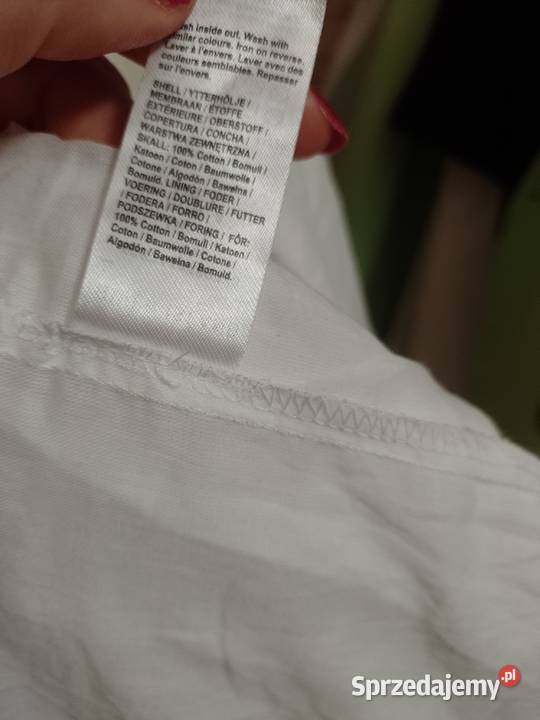 inside out. Wash with
similar colours. Iron on reverse.
Laver à l'envers. Laver avec des
couleurs semblables. Repasser
sur l'envers.
SHELL / YTTERHÖLJE /
MEMBRAAN / ÉTOFFE
EXTÉRIEURE / OBERSTOFF /
COPERTURA / CONCHA /
WARSTWA ZEWNĘTRZNA /
SKALL: 100% Cotton / Bomull /
Katoen / Coton / Baumwolle /
Cotone / Algodón / Bawełna /
Bomuld. LINING / FODER /
VOERING / DOUBLURE / FUTTER
/ FODERA / FORRO /
PODSZEWKA / FORING / FÓR:
100% Cotton / Bomull / Katoen /
Coton / Baumwolle / Cotone /
Algodón / Bawełna / Bomuld.
Sprzedajemy.pl